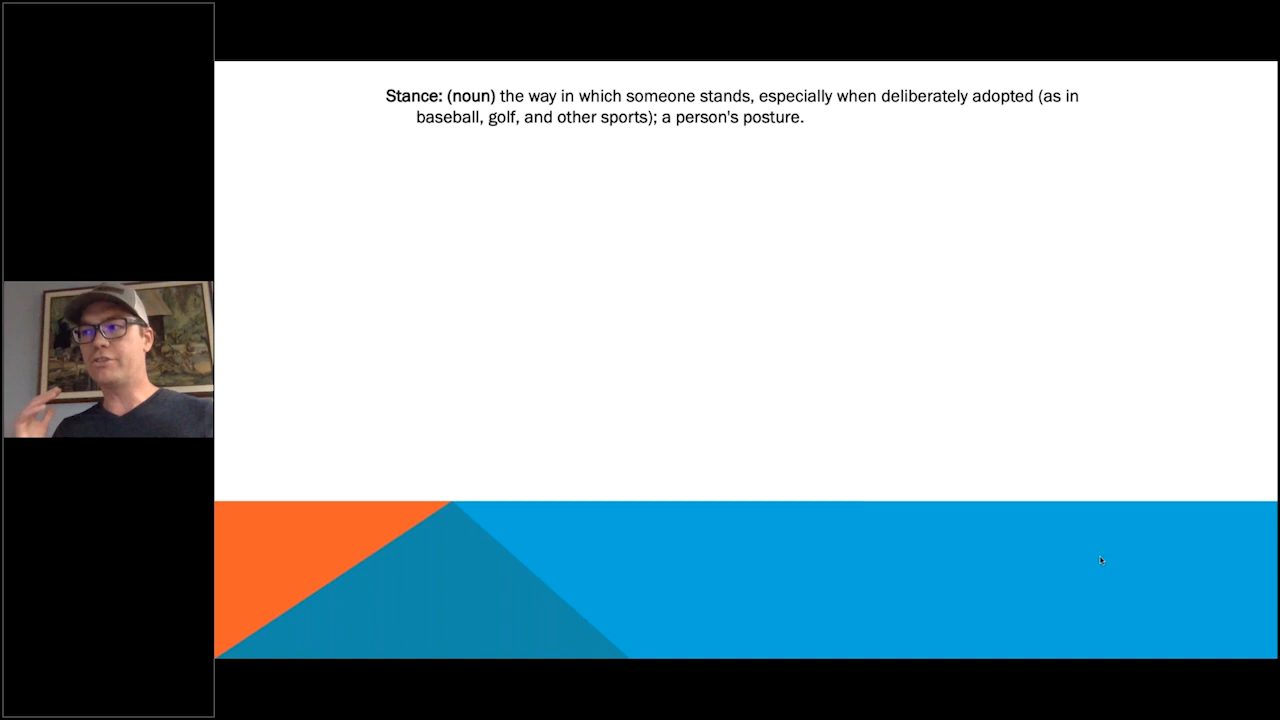 Stance: (noun) the way in which someone stands, especially when deliberately adopted (as in
baseball, golf, and other sports); a person's posture.